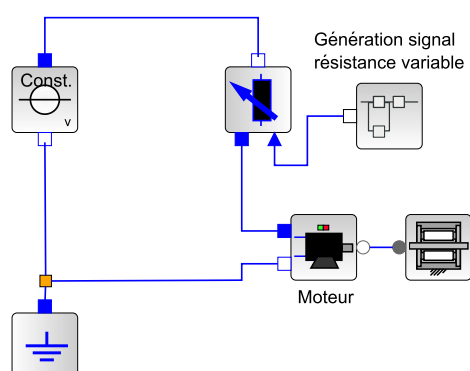 Génération signal
résistance variable
Const.
v
Moteur